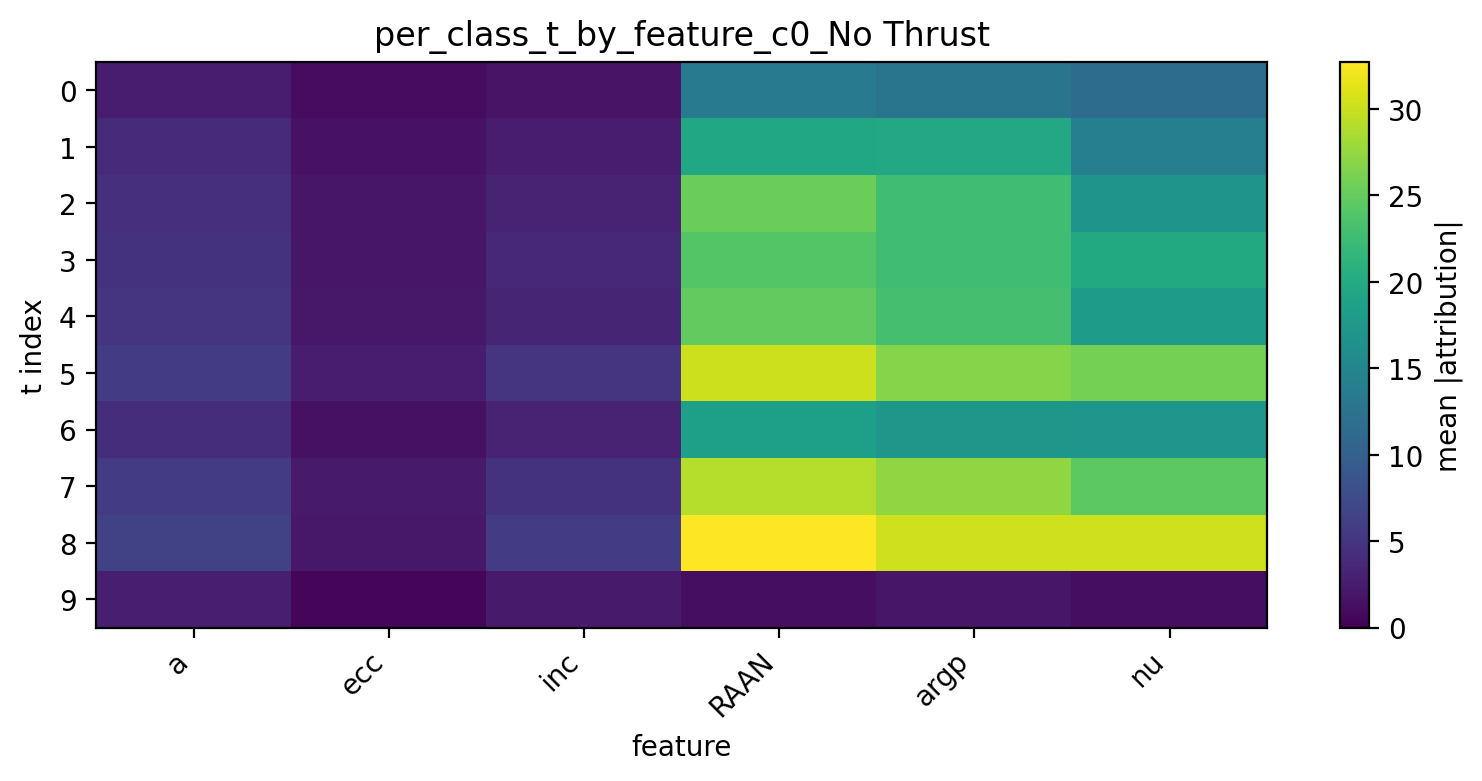 per_class_t_by_feature_c0_No Thrust
0
1
2
3
4
5
6
7
8
9
t index
a
ecc
inc
RAAN
argp
nu
feature
30
25
20
15
10
5
0
mean |attribution|